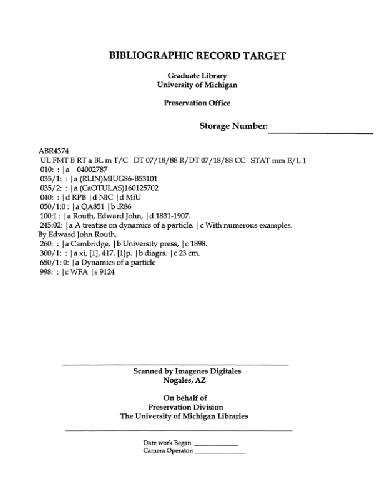 BIBLIOGRAPHIC RECORD TARGET
Graduate Library
University of Michigan
Preservation Office
Storage Number:
ABR4374
UL FMT B RT a BL m T/C DT 07/18/88 R/DT 07/18/88 CC STAT mm E/L 1
010: : |a 04002787
035/1: : |a (RLIN)MIUG86-B53101
035/2: : |a (CaOTULAS)160125702
040: : |d RPB |d NIC |d MiU
050/1:0 : |a QA851 |b .R86
100:1 : |a Routh, Edward John, |d 1831-1907.
245:02: |a A treatise on dynamics of a particle. |c With numerous examples.
By Edward John Routh.
260: : |a Cambridge, |b University press, |c 1898.
300/1: : |a xi, [1], 417, [1]p. |b diagrs. |c 23 cm.
650/1: 0: |a Dynamics of a particle
998: : |c WFA |s 9124
Scanned by Imagenes Digitales
Nogales, AZ
On behalf of
Preservation Division
The University of Michigan Libraries
Date work Began:
Camera Operator: